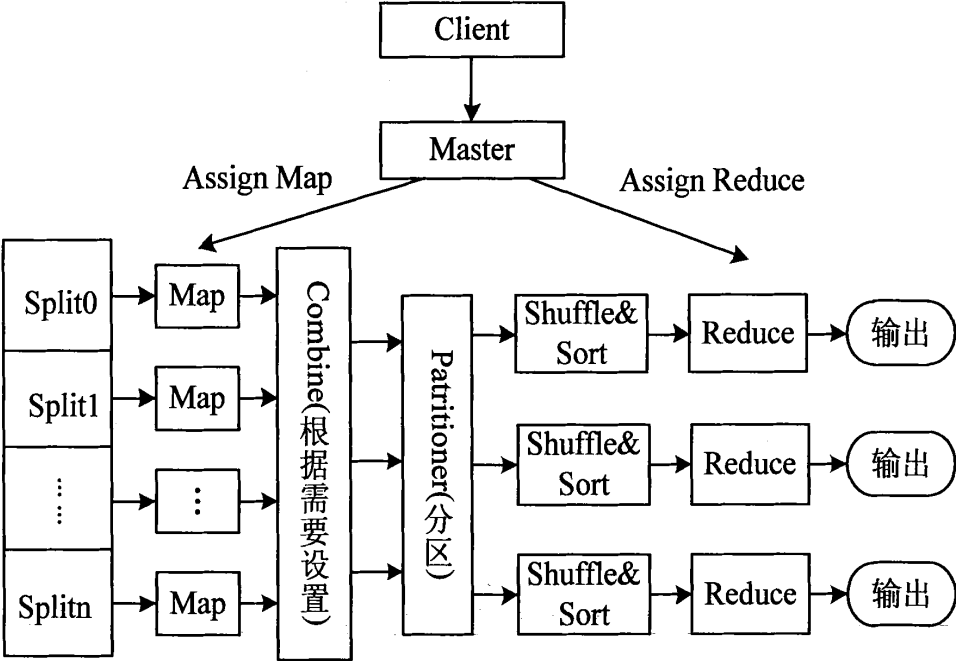 Client
Master
Assign Map
Assign Reduce
Split0
Map
Combine(根据需要设置)
Patritioner(分区)
Shuffle&
Sort
Reduce
输出
Split1
Map
Shuffle&
Sort
Reduce
输出
... ...
...
Splitn
Map
Shuffle&
Sort
Reduce
输出